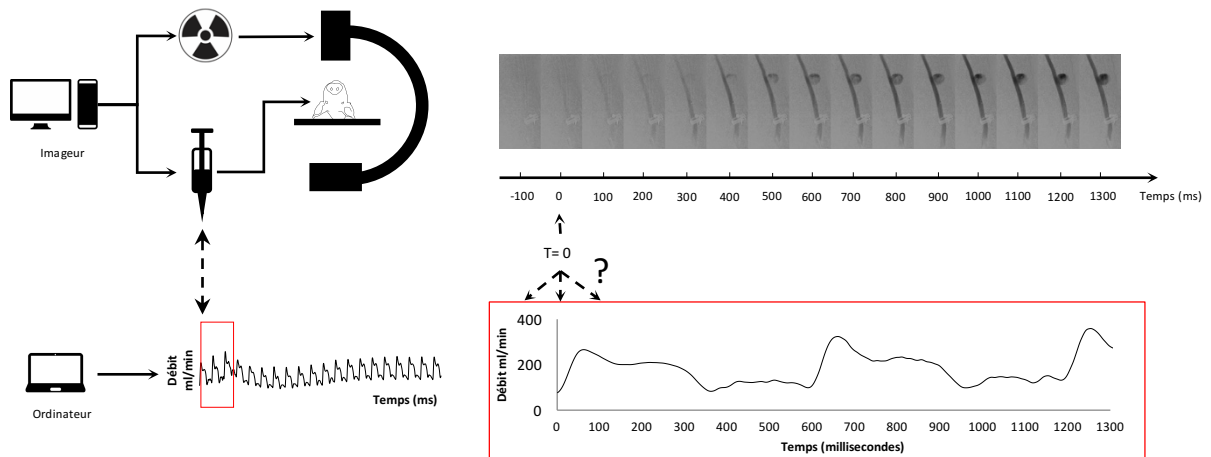 Imageur
-100 0 100 200 300 400 500 600 700 800 900 1000 1100 1200 1300 Temps (ms)
T= 0
?
Ordinateur
Débit
ml/min
Temps (ms)
Débit ml/min
400
200
0
0 100 200 300 400 500 600 700 800 900 1000 1100 1200 1300
Temps (millisecondes)